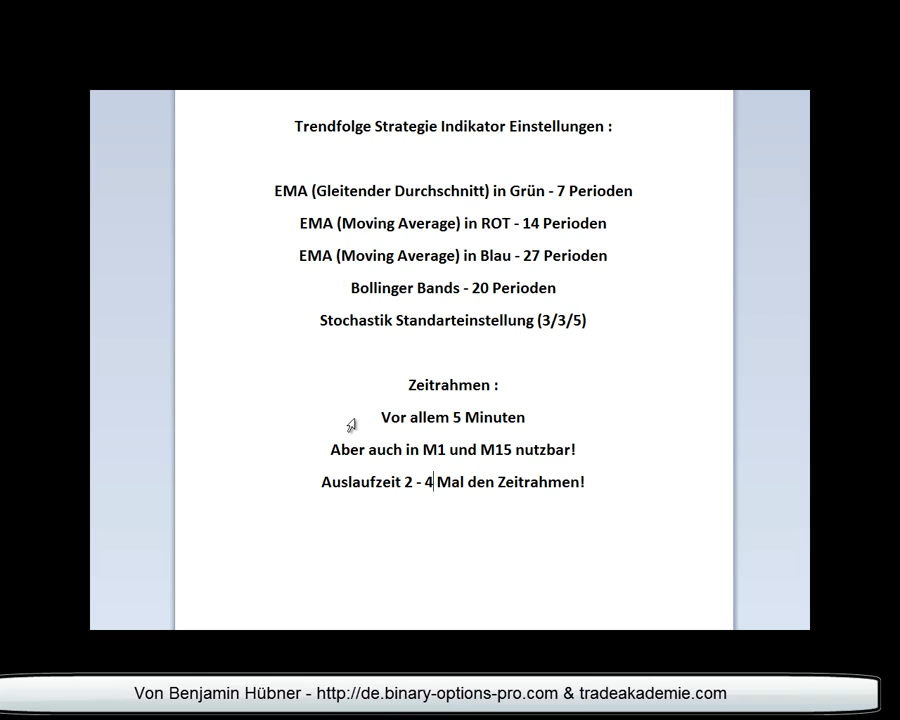 Trendfolge Strategie Indikator Einstellungen :
EMA (Gleitender Durchschnitt) in Grün - 7 Perioden
EMA (Moving Average) in ROT - 14 Perioden
EMA (Moving Average) in Blau - 27 Perioden
Bollinger Bands - 20 Perioden
Stochastik Standarteinstellung (3/3/5)
Zeitrahmen :
Vor allem 5 Minuten
Aber auch in M1 und M15 nutzbar!
Auslaufzeit 2 - 4 Mal den Zeitrahmen!
Von Benjamin Hübner - http://de.binary-options-pro.com & tradeakademie.com